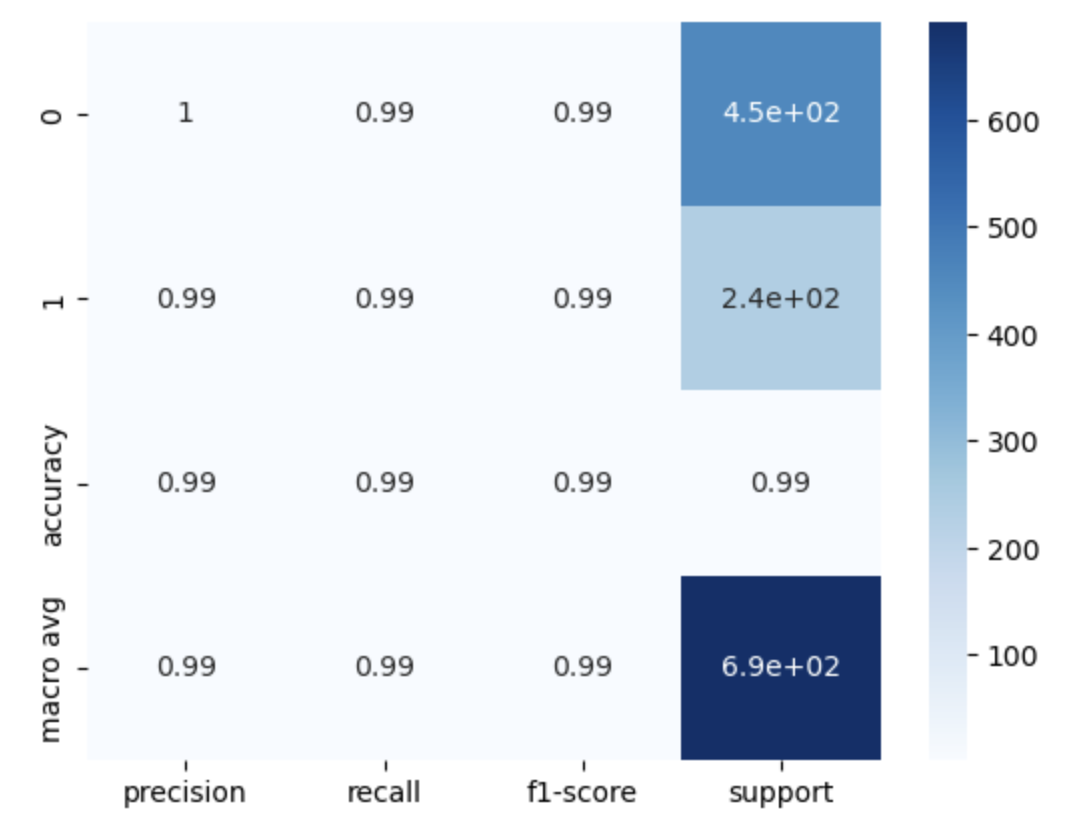 0 1 0.99 0.99 4.5e+02
1 0.99 0.99 0.99 2.4e+02
accuracy 0.99 0.99 0.99 0.99
macro avg 0.99 0.99 0.99 6.9e+02
precision recall f1-score support
600
500
400
300
200
100